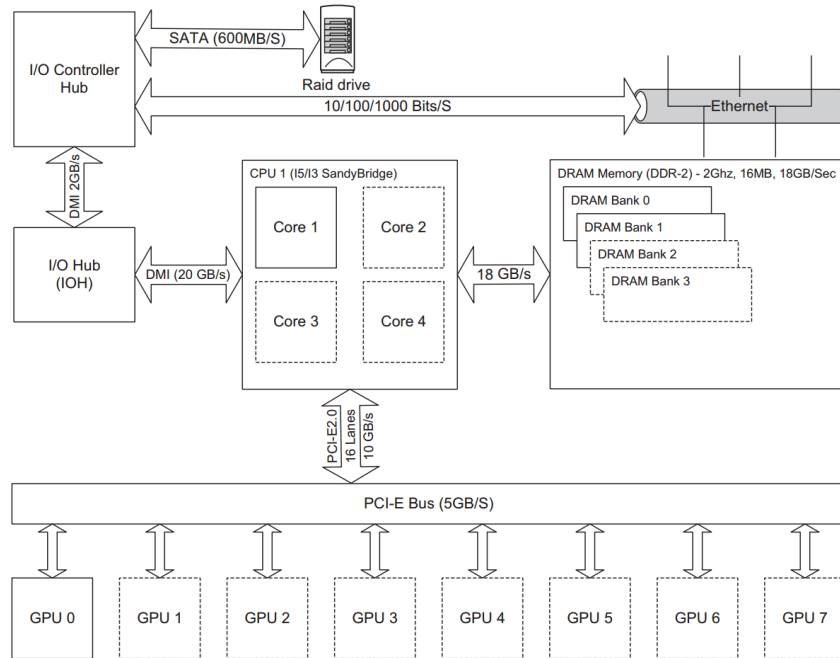 SATA (600MB/S)
I/O Controller
Hub
Raid drive
10/100/1000 Bits/S
Ethernet
DMI 2GB/s
CPU 1 (I5/I3 SandyBridge)
Core 1
Core 2
Core 3
Core 4
DRAM Memory (DDR-2) - 2Ghz, 16MB, 18GB/Sec
DRAM Bank 0
DRAM Bank 1
DRAM Bank 2
DRAM Bank 3
I/O Hub
(IOH)
DMI (20 GB/s)
18 GB/s
PCI-E2.0
16 Lanes
10 GB/s
PCI-E Bus (5GB/S)
GPU 0
GPU 1
GPU 2
GPU 3
GPU 4
GPU 5
GPU 6
GPU 7